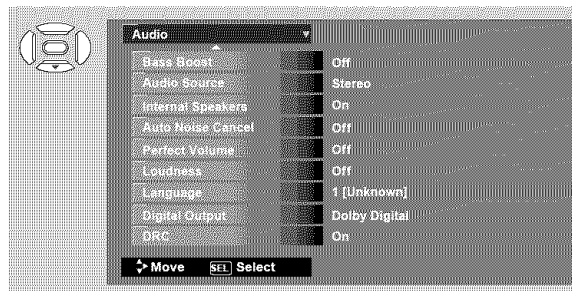 Audio
Bass Boost Off
Audio Source Stereo
Internal Speakers On
Auto Noise Cancel Off
Perfect Volume Off
Loudness Off
Language 1 [Unknown]
Digital Output Dolby Digital
DRC On
Move SEL Select